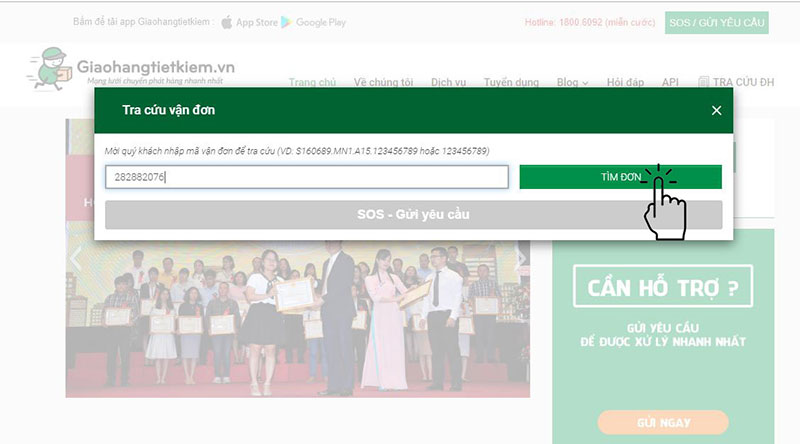 Bấm để tải app Giaohangtietkiem : App Store Google Play Hotline: 1800.6092 (miễn cước) SOS / GỬI YÊU CẦU
Giaohangtietkiem.vn
Mạng lưới chuyển phát hàng nhanh nhất
Trang chủ Về chúng tôi Dịch vụ Tuyển dụng Blog Hỏi đáp API TRA CỨU ĐH
Tra cứu vận đơn ×
Mời quý khách nhập mã vận đơn để tra cứu (VD: S160689.MN1.A15.123456789 hoặc 123456789)
282882076
TÌM ĐƠN
SOS - Gửi yêu cầu
CẦN HỖ TRỢ ?
GỬI YÊU CẦU
ĐỂ ĐƯỢC XỬ LÝ NHANH NHẤT
GỬI NGAY